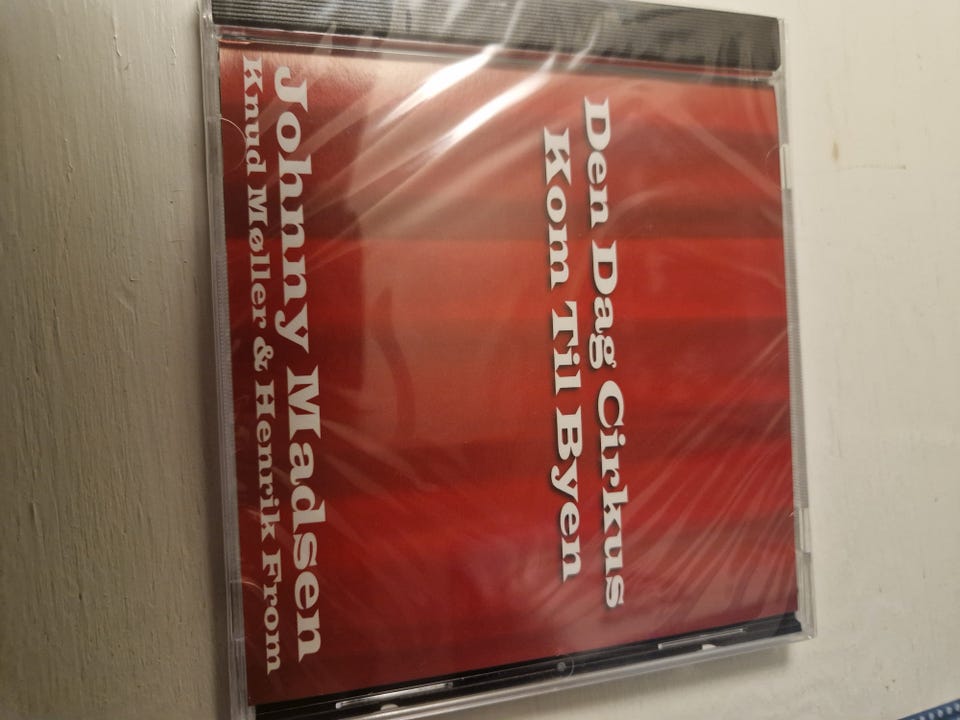 Den Dag Cirkus
Kom Til Byen
Johnny Madsen
Knud Møller & Henrik From